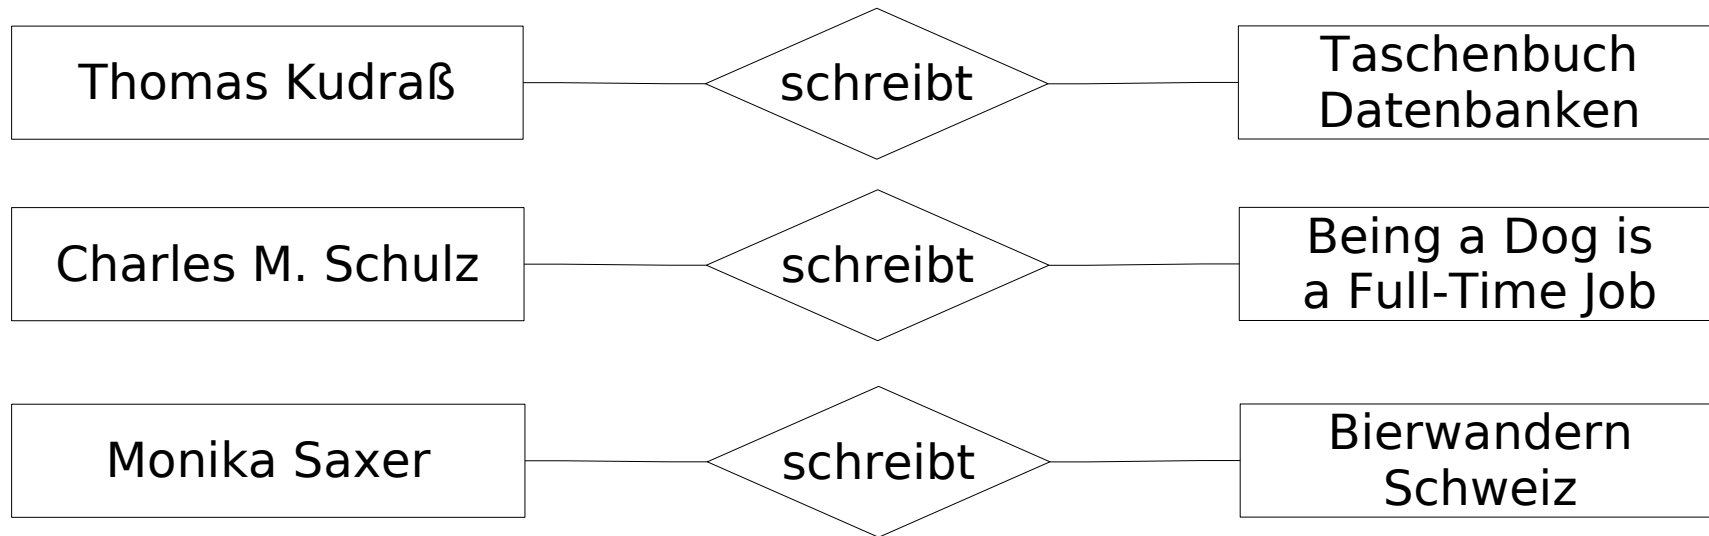 Thomas Kudraß
schreibt
Taschenbuch
Datenbanken
Charles M. Schulz
schreibt
Being a Dog is
a Full-Time Job
Monika Saxer
schreibt
Bierwandern
Schweiz